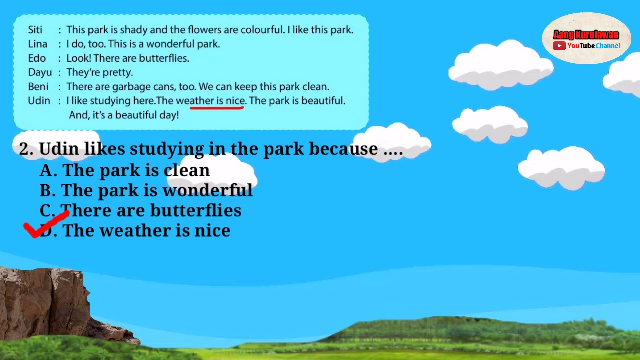 Siti : This park is shady and the flowers are colourful. I like this park.
Lina : I do, too. This is a wonderful park.
Edo : Look! There are butterflies.
Dayu : They're pretty.
Beni : There are garbage cans, too. We can keep this park clean.
Udin : I like studying here.The weather is nice. The park is beautiful.
And, it's a beautiful day!
Aang Kurniawan
YouTube Channel
2. Udin likes studying in the park because ....
A. The park is clean
B. The park is wonderful
C. There are butterflies
D. The weather is nice